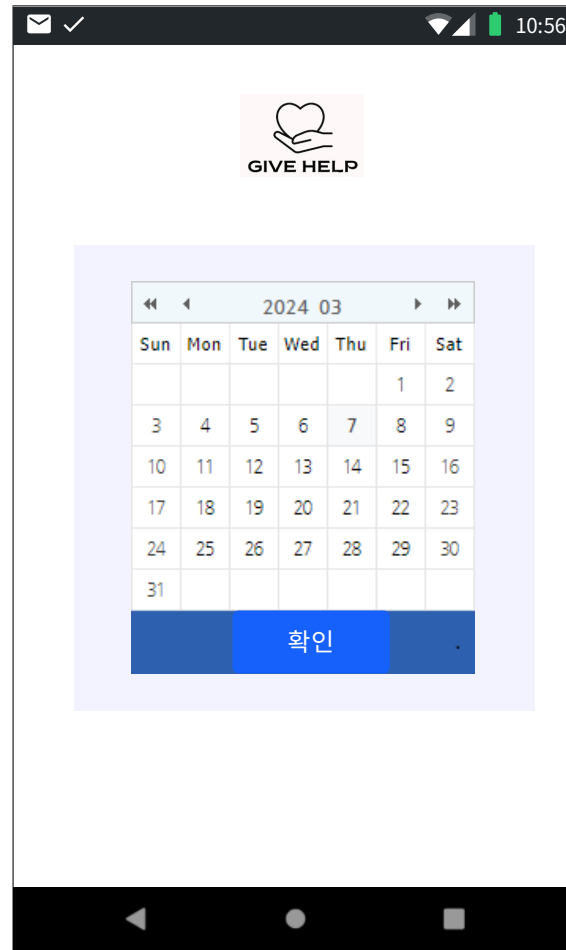 10:56
GIVE HELP
2024 03
Sun Mon Tue Wed Thu Fri Sat
1 2
3 4 5 6 7 8 9
10 11 12 13 14 15 16
17 18 19 20 21 22 23
24 25 26 27 28 29 30
31
확인 .